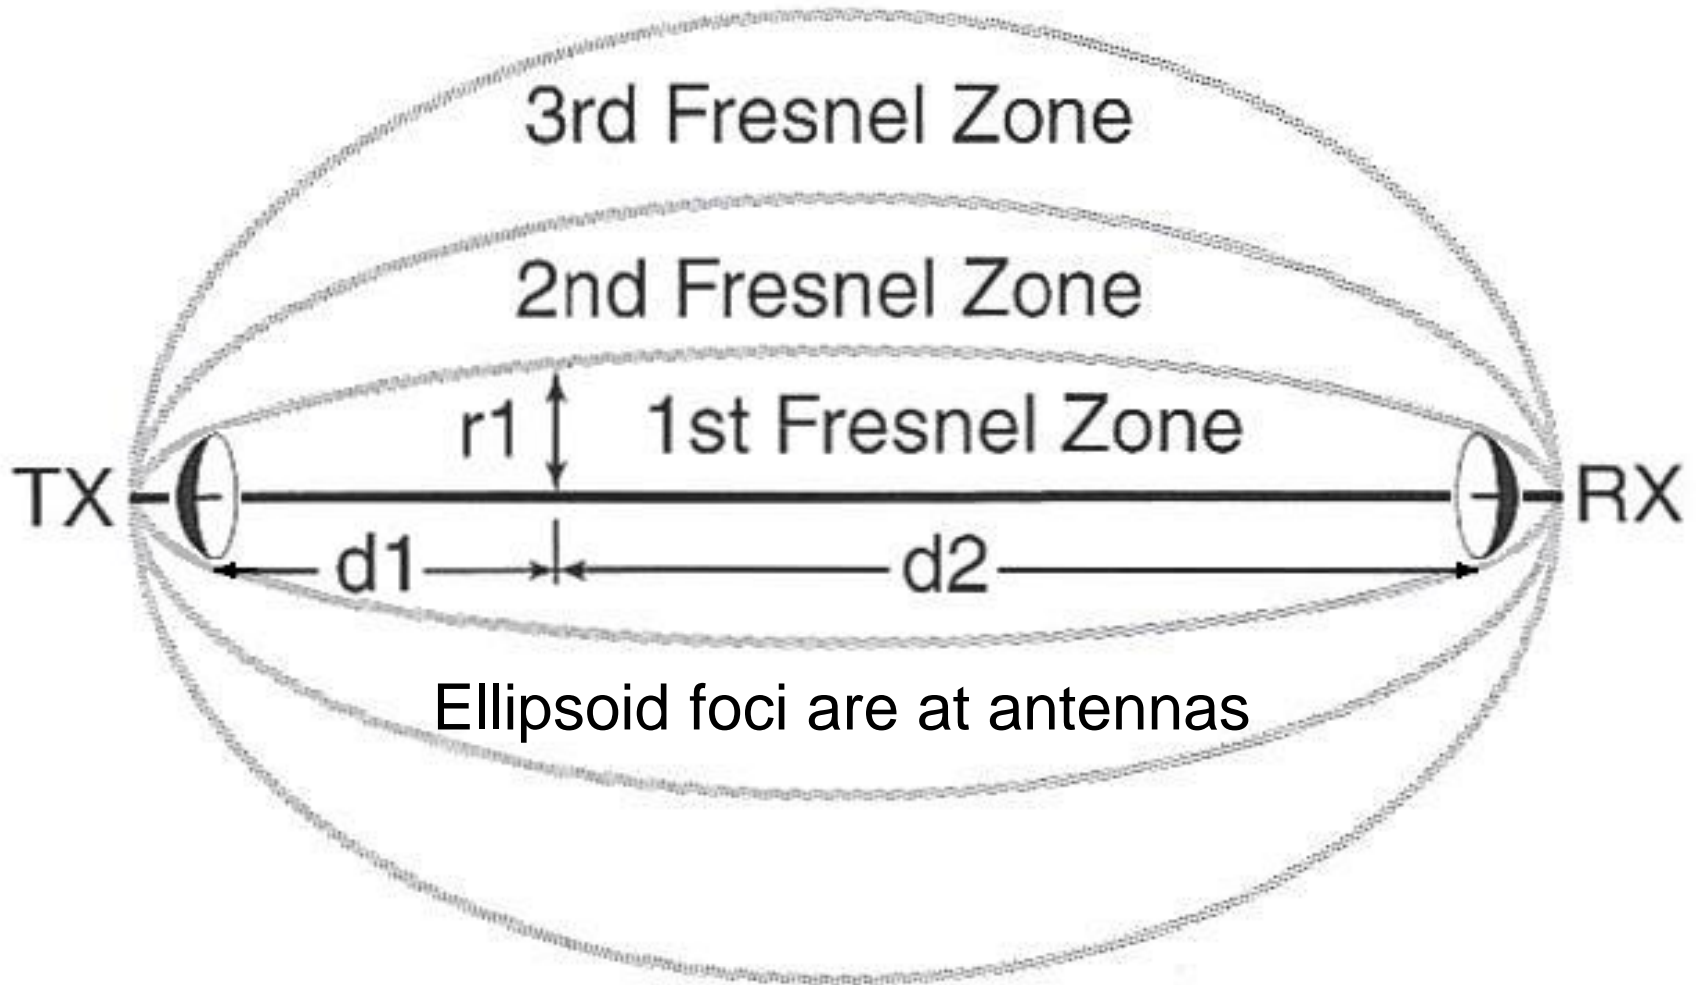 3rd Fresnel Zone
2nd Fresnel Zone
r1 1st Fresnel Zone
TX RX
d1 d2
Ellipsoid foci are at antennas